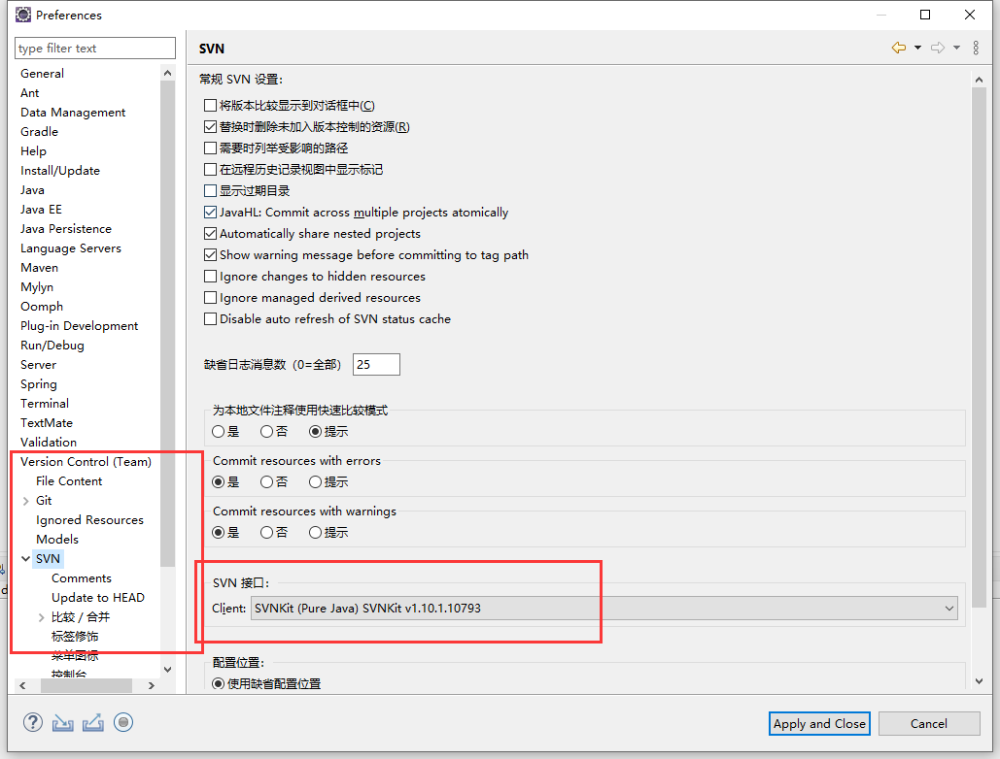 Preferences
type filter text
General
Ant
Data Management
Gradle
Help
Install/Update
Java
Java EE
Java Persistence
Language Servers
Maven
Mylyn
Oomph
Plug-in Development
Run/Debug
Server
Spring
Terminal
TextMate
Validation
Version Control (Team)
File Content
Git
Ignored Resources
Models
SVN
Comments
Update to HEAD
比较 / 合并
标签修饰
菜单图标
控制台
SVN
常规 SVN 设置:
将版本比较显示到对话框中(C)
替换时删除未加入版本控制的资源(R)
需要时列举受影响的路径
在远程历史记录视图中显示标记
显示过期目录
JavaHL: Commit across multiple projects atomically
Automatically share nested projects
Show warning message before committing to tag path
Ignore changes to hidden resources
Ignore managed derived resources
Disable auto refresh of SVN status cache
缺省日志消息数（0=全部） 25
为本地文件注释使用快速比较模式
是 否 提示
Commit resources with errors
是 否 提示
Commit resources with warnings
是 否 提示
SVN 接口:
Client: SVNKit (Pure Java) SVNKit v1.10.1.10793
配置位置:
使用缺省配置位置
Apply and Close Cancel